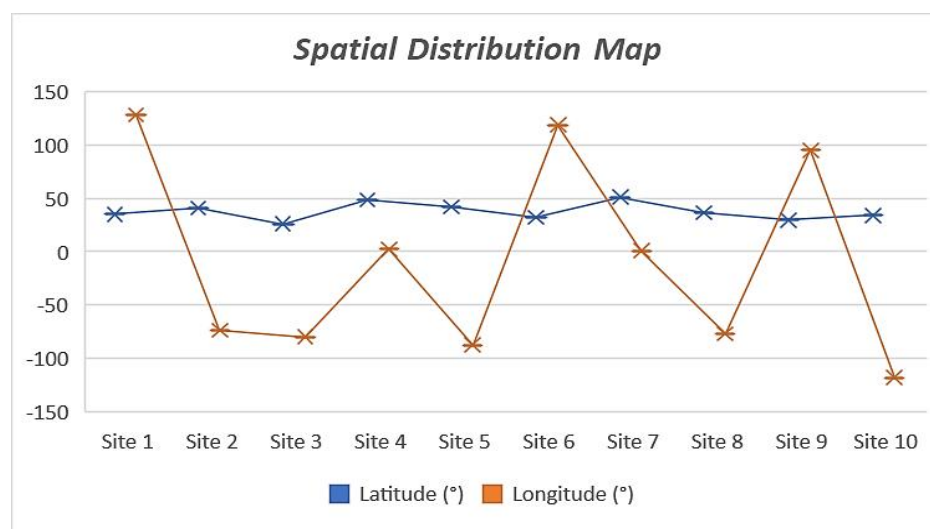 Spatial Distribution Map
150
100
50
0
-50
-100
-150
Site 1 Site 2 Site 3 Site 4 Site 5 Site 6 Site 7 Site 8 Site 9 Site 10
Latitude (°) Longitude (°)